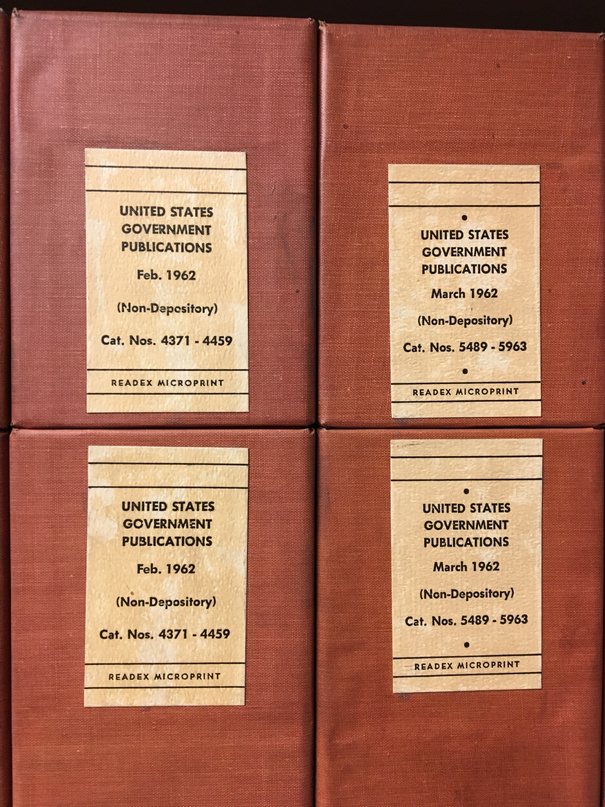 UNITED STATES
GOVERNMENT
PUBLICATIONS
Feb. 1962
(Non-Depository)
Cat. Nos. 4371 - 4459
READEX MICROPRINT
UNITED STATES
GOVERNMENT
PUBLICATIONS
March 1962
(Non-Depository)
Cat. Nos. 5489 - 5963
READEX MICROPRINT
UNITED STATES
GOVERNMENT
PUBLICATIONS
Feb. 1962
(Non-Depository)
Cat. Nos. 4371 - 4459
READEX MICROPRINT
UNITED STATES
GOVERNMENT
PUBLICATIONS
March 1962
(Non-Depository)
Cat. Nos. 5489 - 5963
READEX MICROPRINT